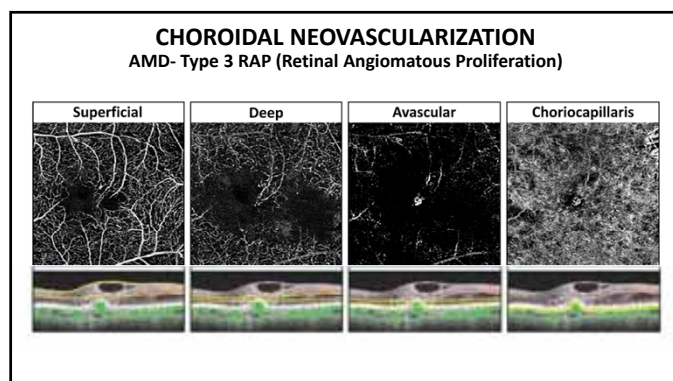 CHOROIDAL NEOVASCULARIZATION
AMD- Type 3 RAP (Retinal Angiomatous Proliferation)
Superficial
Deep
Avascular
Choriocapillaris